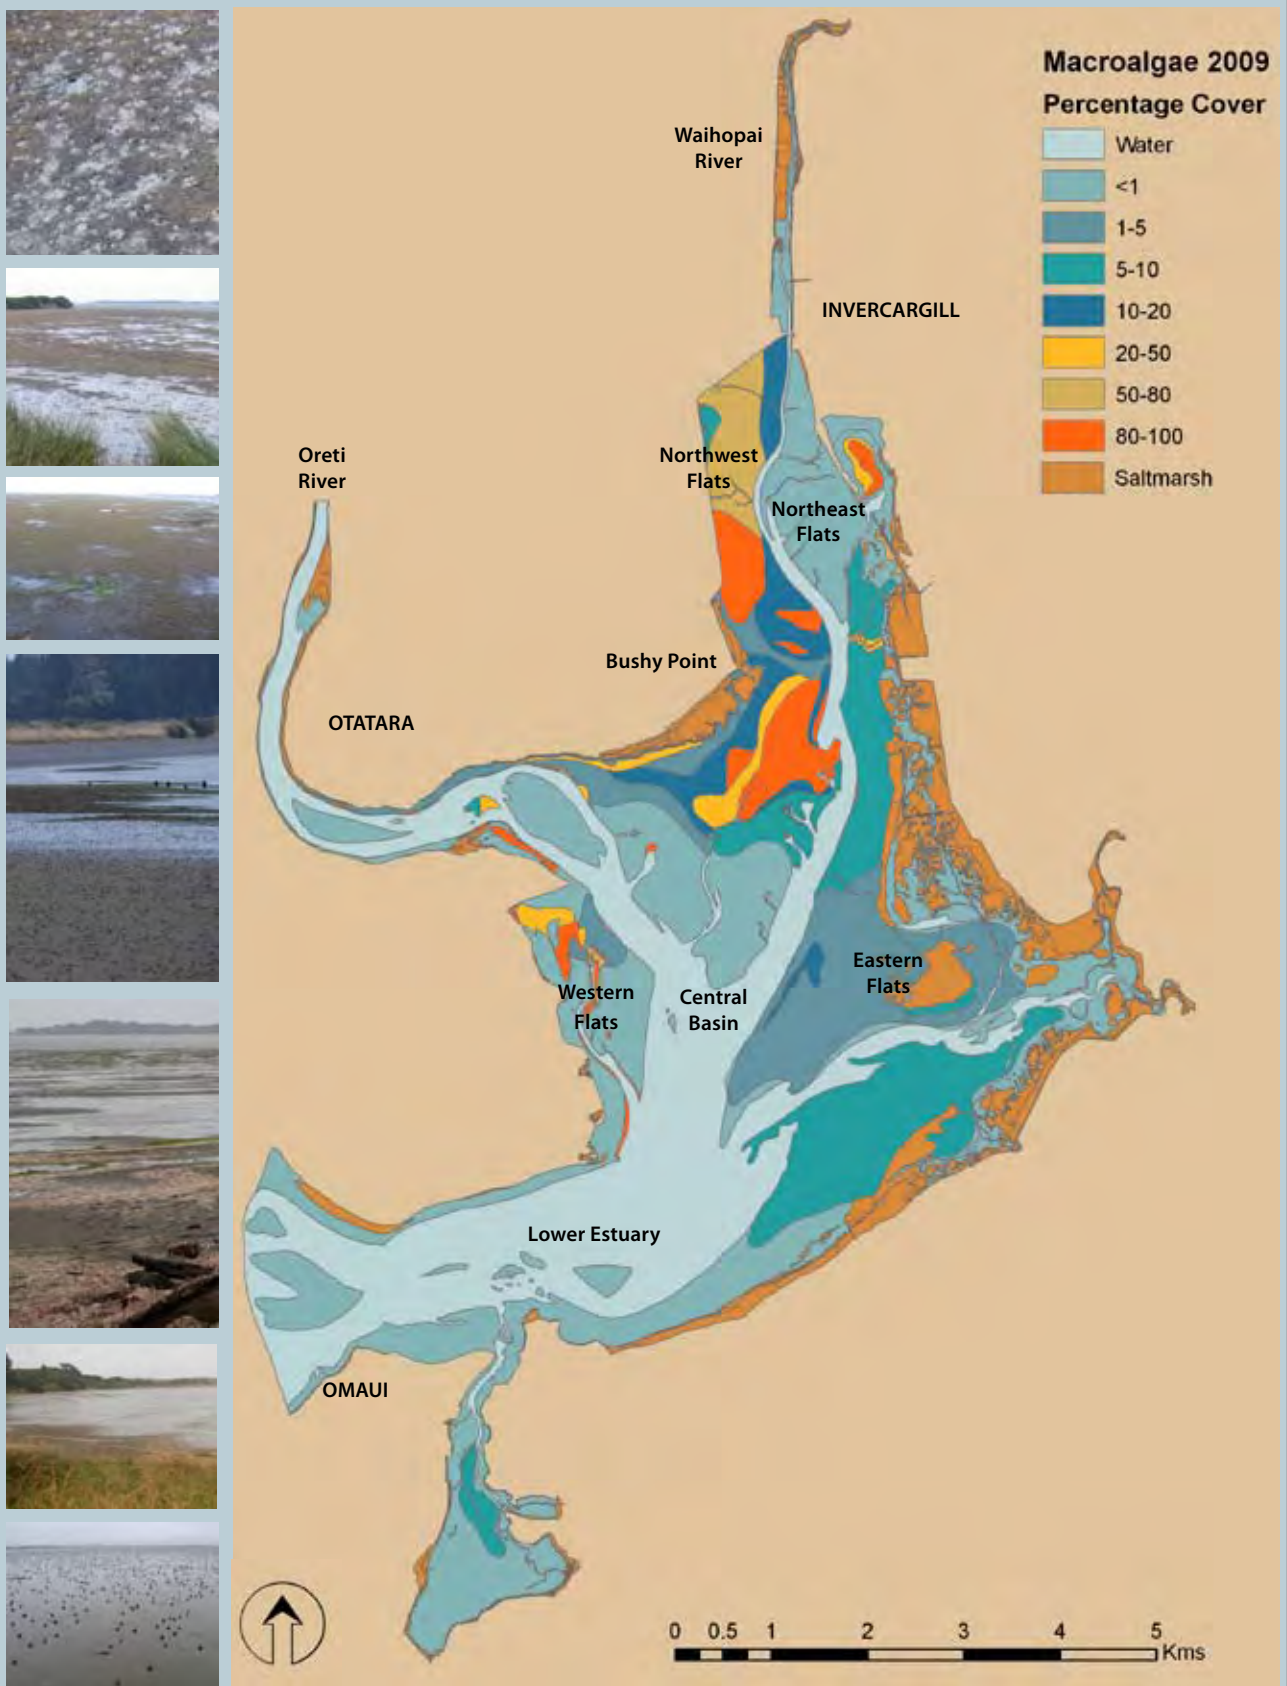 Macroalgae 2009
Percentage Cover
Water
<1
1-5
5-10
10-20
20-50
50-80
80-100
Saltmarsh
Waihopai
River
INVERCARGILL
Oreti
River
Northwest
Flats
Northeast
Flats
Bushy Point
OTATARA
Eastern
Flats
Western
Flats
Central
Basin
Lower Estuary
OMAUI
0 0.5 1 2 3 4 5
Kms